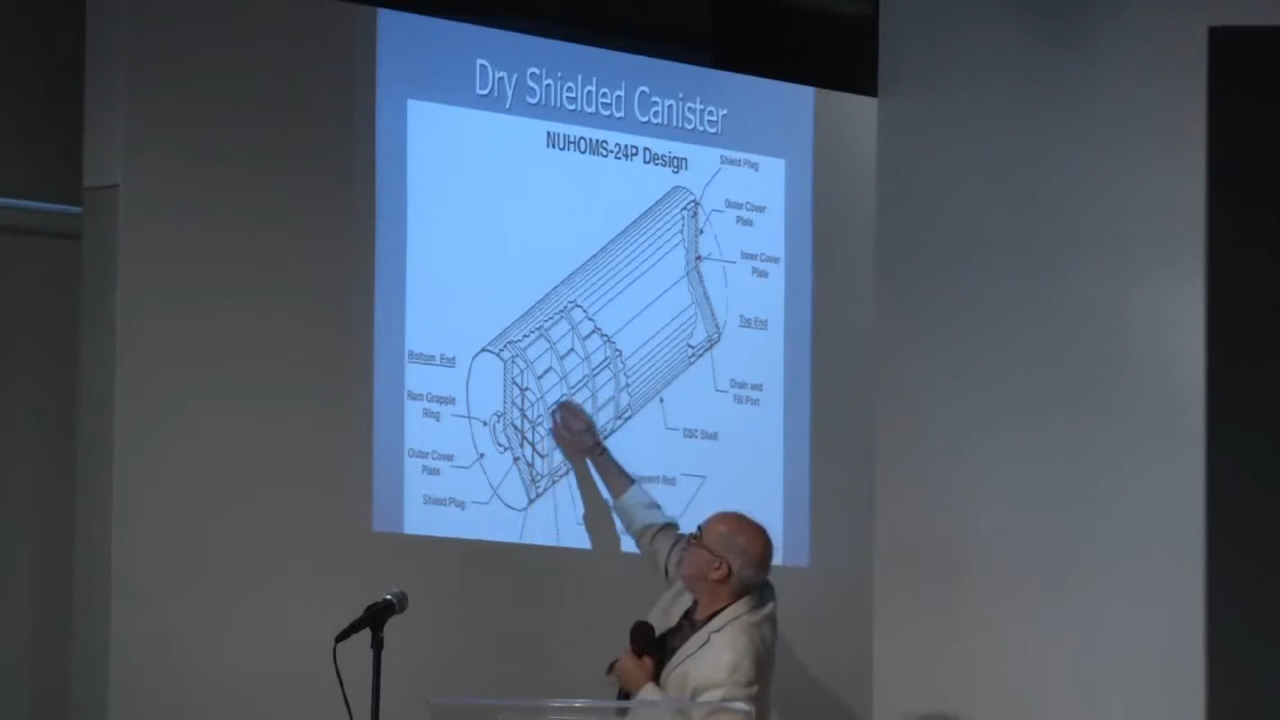 Dry Shielded Canister
NUHOMS-24P Design
Shield Plug
Outer Cover
Plate
Inner Cover
Plate
Top End
Bottom End
Ram Grapple
Ring
Drain and
Fill Port
DSC Shell
Outer Cover
Plate
Shield Plug
Rod